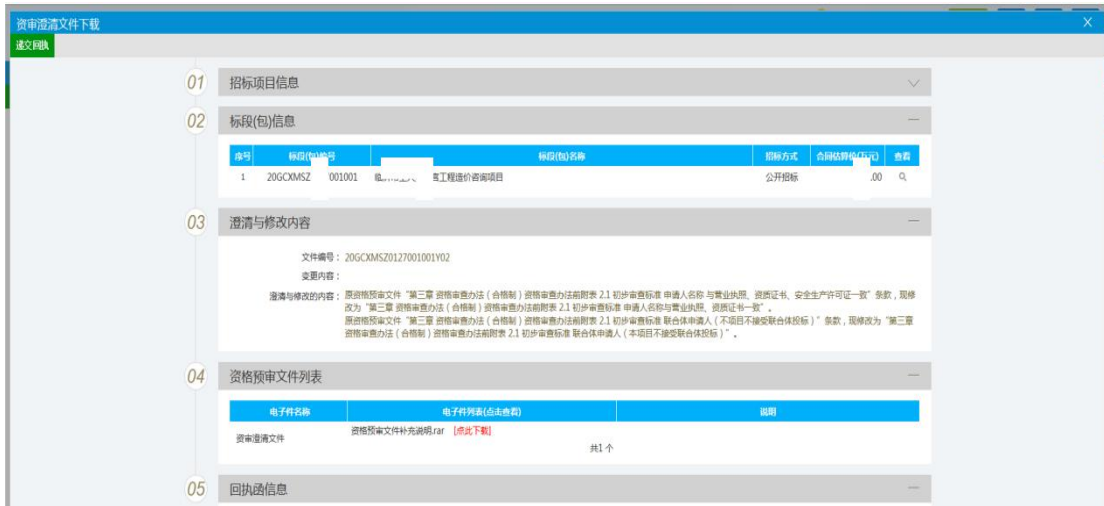 资审澄清文件下载
X
递交回执
01 招标项目信息
02 标段(包)信息
序号 标段(包)编号 标段(包)名称 招标方式 合同估算价(万元) 查看
1 20GCXMSZ 001001 工程造价咨询项目 公开招标 .00
03 澄清与修改内容
文件编号： 20GCXMSZ0127001001Y02
变更内容：
澄清与修改的内容： 原资格预审文件“第三章 资格审查办法（合格制）资格审查办法前附表 2.1 初步审查标准 申请人名称 与营业执照、资质证书、安全生产许可证一致”条款，现修
改为“第三章 资格审查办法（合格制）资格审查办法前附表 2.1 初步审查标准 申请人名称与营业执照、资质证书一致”。
原资格预审文件“第三章 资格审查办法（合格制）资格审查办法前附表 2.1 初步审查标准 联合体申请人（不项目不接受联合体投标）”条款，现修改为“第三章
资格审查办法（合格制）资格审查办法前附表 2.1 初步审查标准 联合体申请人（本项目不接受联合体投标）”。
04 资格预审文件列表
电子件名称 电子件列表(点击查看) 说明
资审澄清文件 资格预审文件补充说明.rar [点此下载]
共1 个
05 回执函信息